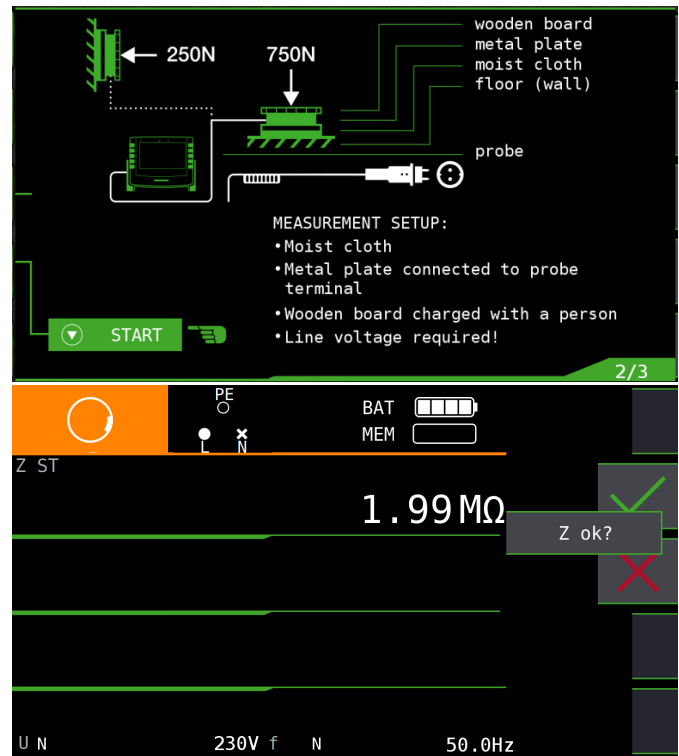 250N
750N
wooden board
metal plate
moist cloth
floor (wall)
probe
MEASUREMENT SETUP:
•Moist cloth
•Metal plate connected to probe
terminal
•Wooden board charged with a person
•Line voltage required!
START
2/3
PE
L
N
BAT
MEM
Z ST
1.99 MΩ
Z ok?
U N 230V f N 50.0Hz